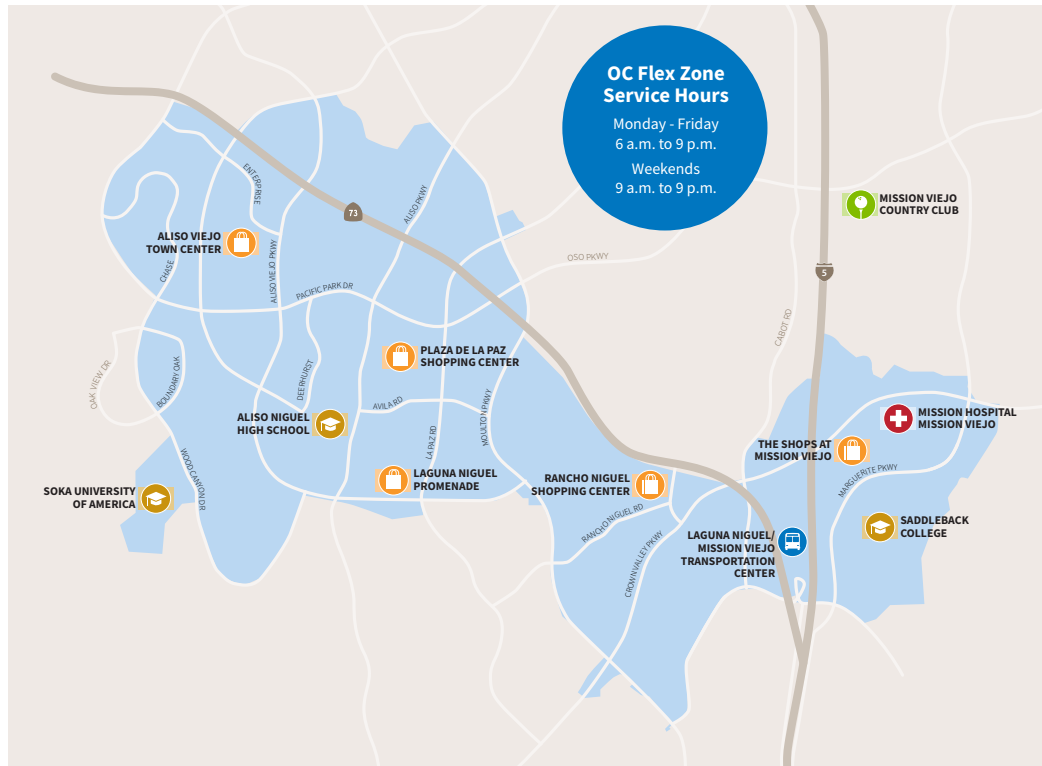 OC Flex Zone
Service Hours
Monday - Friday
6 a.m. to 9 p.m.
Weekends
9 a.m. to 9 p.m.
MISSION VIEJO
COUNTRY CLUB
ENTERPRISE
ALISO PKWY
73
ALISO VIEJO
TOWN CENTER
CHASE
ALISO VIEJO PKWY
OSO PKWY
5
PACIFIC PARK DR
CABOT RD
PLAZA DE LA PAZ
SHOPPING CENTER
OAK VIEW DR
BOUNDARY OAK
DEERHURST
AVILA RD
MOULTON PKWY
ALISO NIGUEL
HIGH SCHOOL
LA PAZ RD
MISSION HOSPITAL
MISSION VIEJO
THE SHOPS AT
MISSION VIEJO
MARGUERITE PKWY
WOOD CANYON DR
LAGUNA NIGUEL
PROMENADE
RANCHO NIGUEL
SHOPPING CENTER
SOKA UNIVERSITY
OF AMERICA
RANCHO NIGUEL RD
CROWN VALLEY PKWY
SADDLEBACK
COLLEGE
LAGUNA NIGUEL/
MISSION VIEJO
TRANSPORTATION
CENTER